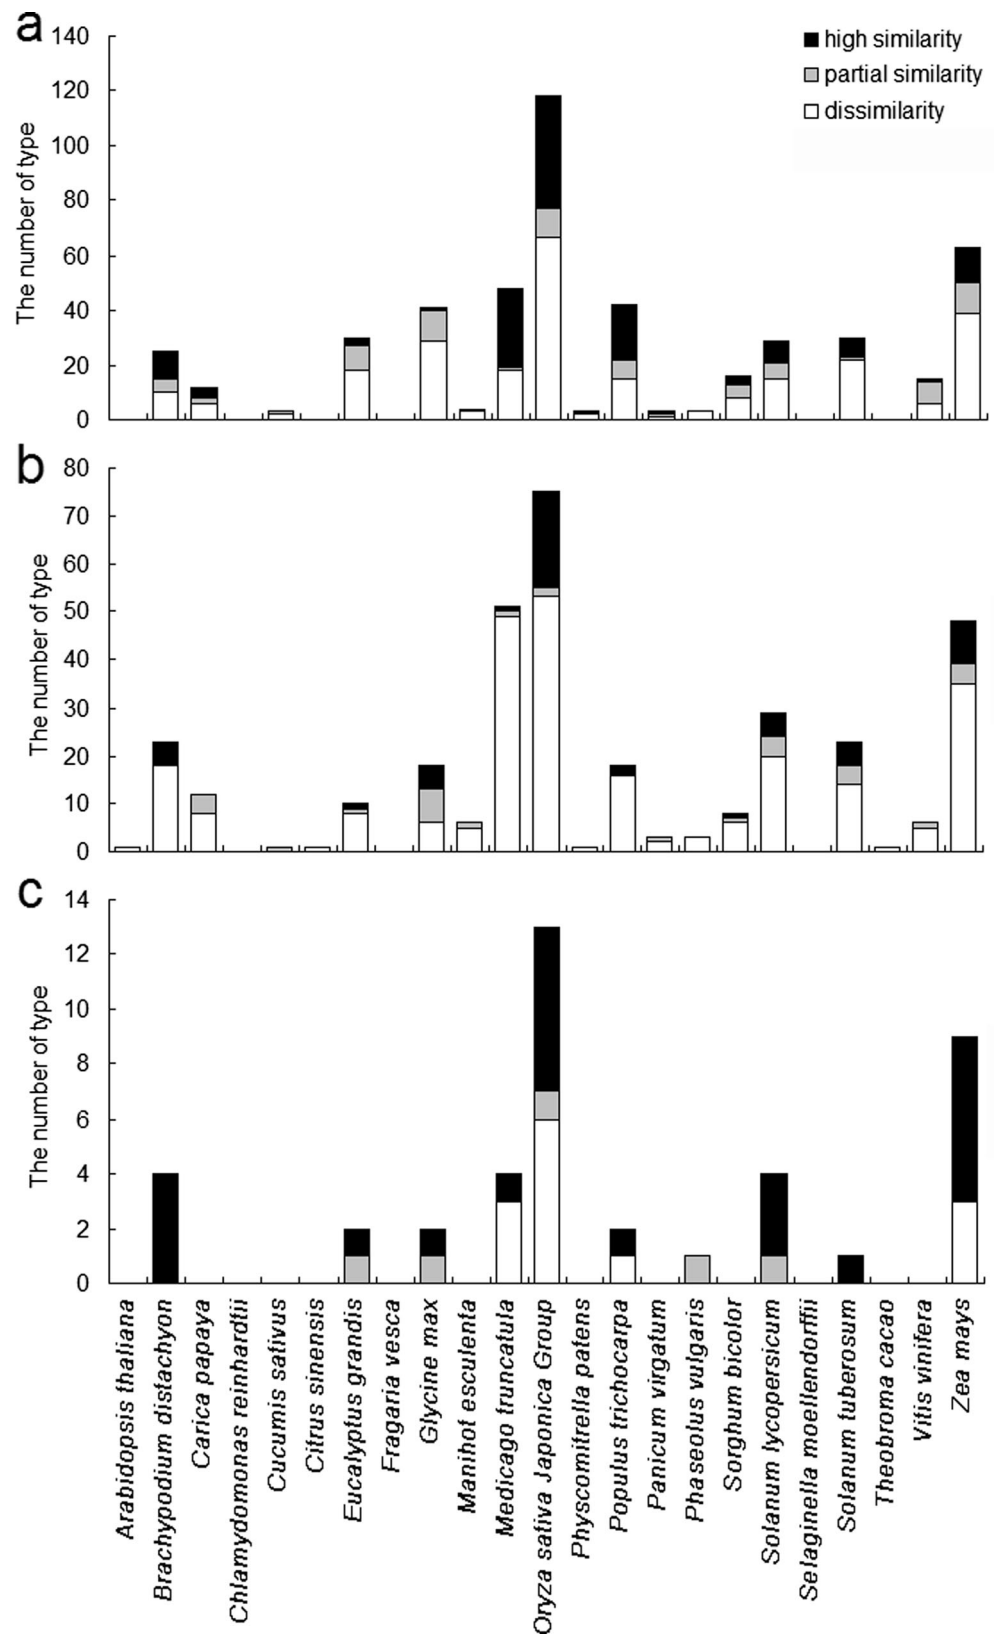 a
high similarity
partial similarity
dissimilarity
The number of type
140
120
100
80
60
40
20
0
b
The number of type
80
70
60
50
40
30
20
10
0
c
The number of type
14
12
10
8
6
4
2
0
Arabidopsis thaliana
Brachypodium distachyon
Carica papaya
Chlamydomonas reinhardtii
Cucumis sativus
Citrus sinensis
Eucalyptus grandis
Fragaria vesca
Glycine max
Manihot esculenta
Medicago truncatula
Oryza sativa Japonica Group
Physcomitrella patens
Populus trichocarpa
Panicum virgatum
Phaseolus vulgaris
Sorghum bicolor
Solanum lycopersicum
Selaginella moellendorffii
Solanum tuberosum
Theobroma cacao
Vitis vinifera
Zea mays